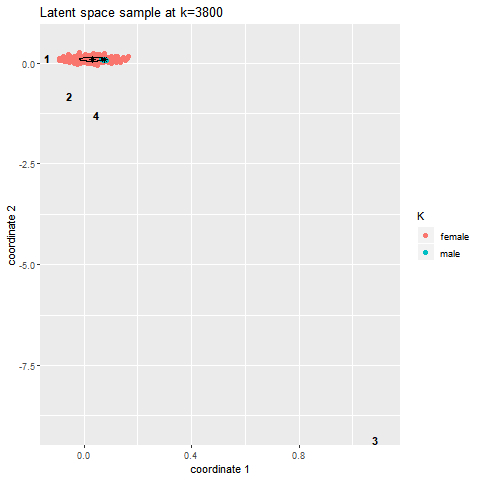 Latent space sample at k=3800
1
0.0
2
4
-2.5
coordinate 2
-5.0
-7.5
3
0.0 0.4 0.8
coordinate 1
K
female
male